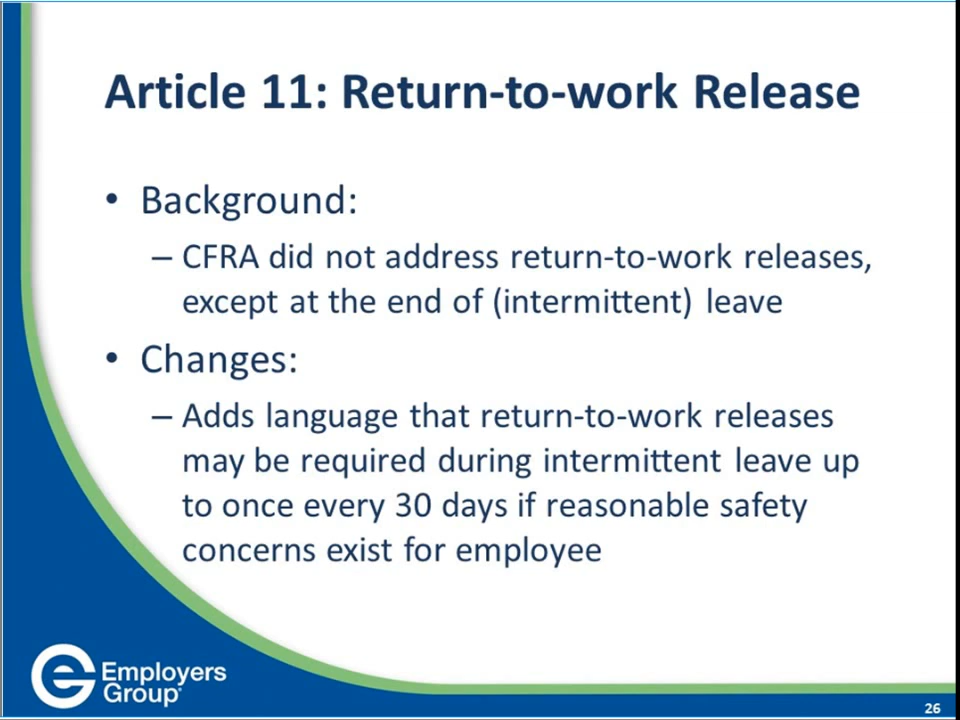 Article 11: Return-to-work Release
• Background:
– CFRA did not address return-to-work releases,
except at the end of (intermittent) leave
• Changes:
– Adds language that return-to-work releases
may be required during intermittent leave up
to once every 30 days if reasonable safety
concerns exist for employee
Employers
Group
26